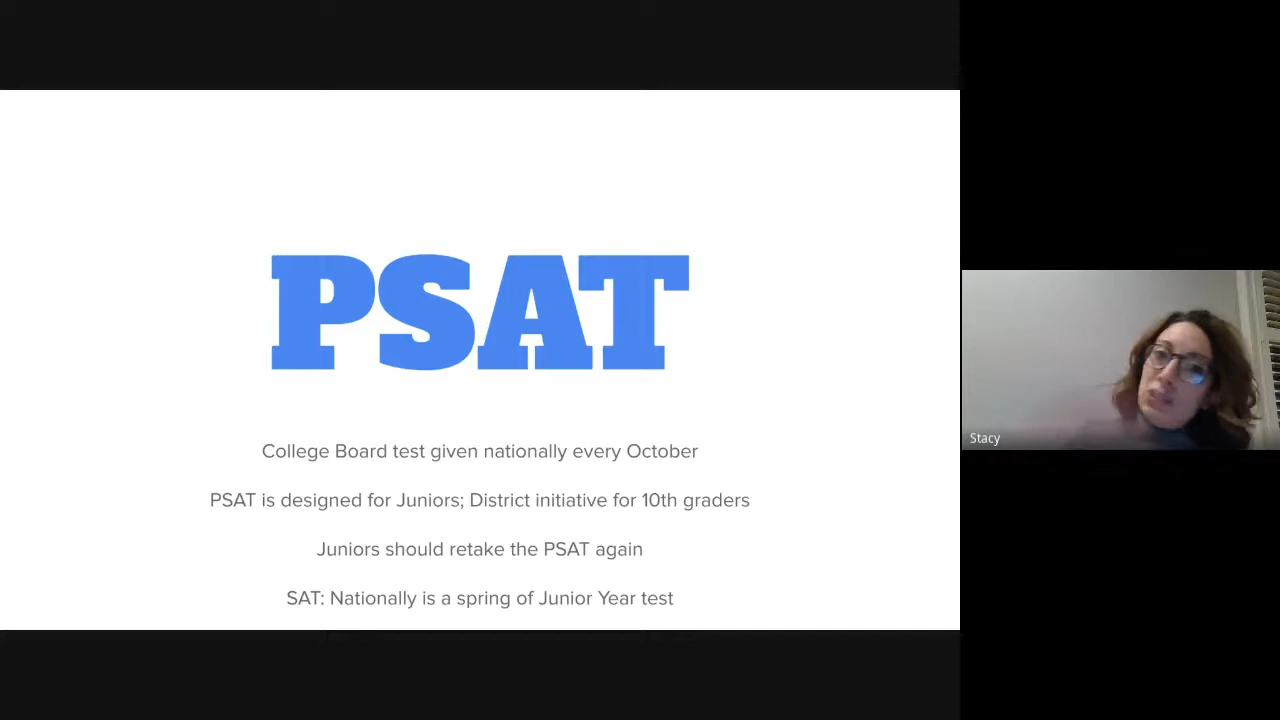 PSAT
College Board test given nationally every October
PSAT is designed for Juniors; District initiative for 10th graders
Juniors should retake the PSAT again
SAT: Nationally is a spring of Junior Year test
Stacy